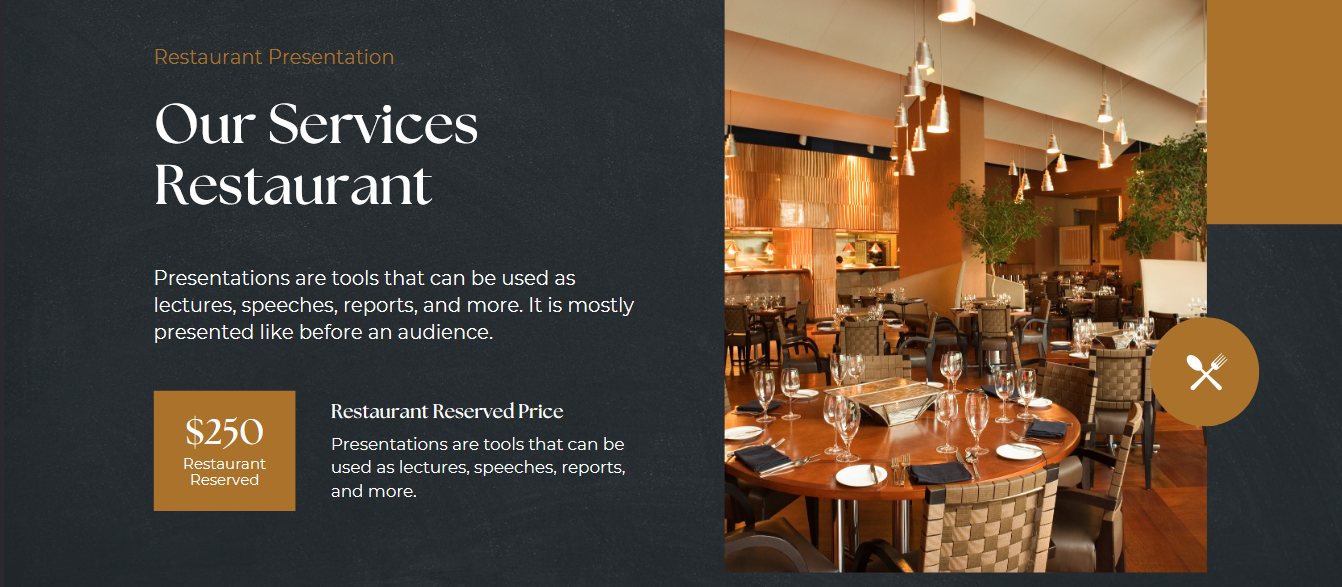 Restaurant Presentation
Our Services
Restaurant
Presentations are tools that can be used as
lectures, speeches, reports, and more. It is mostly
presented like before an audience.
$250
Restaurant
Reserved
Restaurant Reserved Price
Presentations are tools that can be
used as lectures, speeches, reports,
and more.